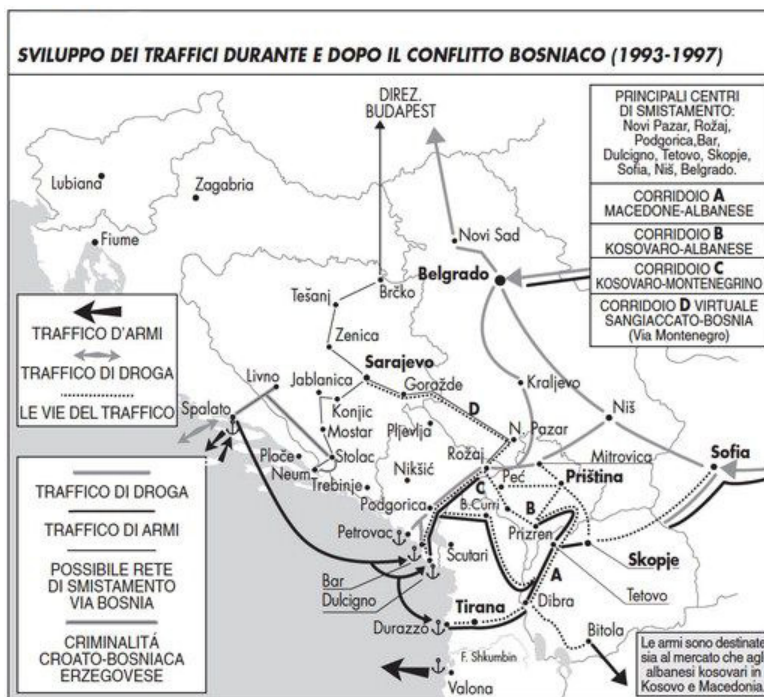 SVILUPPO DEI TRAFFICI DURANTE E DOPO IL CONFLITTO BOSNIACO (1993-1997)
DIREZ.
BUDAPEST
PRINCIPALI CENTRI
DI SMISTAMENTO:
Novi Pazar, Rožaj,
Podgorica,Bar,
Dulcigno, Tetovo, Skopje,
Sofia, Niš, Belgrado.
CORRIDOIO A
MACEDONE-ALBANESE
CORRIDOIO B
KOSOVARO-ALBANESE
CORRIDOIO C
KOSOVARO-MONTENEGRINO
CORRIDOIO D VIRTUALE
SANGIACCATO-BOSNIA
(Via Montenegro)
Lubiana
Zagabria
Fiume
Novi Sad
Belgrado
Brčko
Tešanj
Zenica
Sarajevo
Goražde
Kraljevo
Livno
Jablanica
Konjic
D
Niš
Spalato
Mostar
Pljevlja
N. Pazar
Sofia
Ploče
Stolac
Rožaj
Mitrovica
Neum
Trebinje
Nikšić
Peć
Priština
C
Podgorica
B.Curri
B
Petrovac
Prizren
Scutari
Skopje
Bar
A
Dulcigno
Tirana
Dibra
Tetovo
Durazzo
Bitola
F. Shkumbin
Valona
TRAFFICO D'ARMI
TRAFFICO DI DROGA
LE VIE DEL TRAFFICO
TRAFFICO DI DROGA
TRAFFICO DI ARMI
POSSIBILE RETE
DI SMISTAMENTO
VIA BOSNIA
CRIMINALITÁ
CROATO-BOSNIACA
ERZEGOVESE
Le armi sono destinate
sia al mercato che agli
albanesi kosovari in
Kosovo e Macedonia.